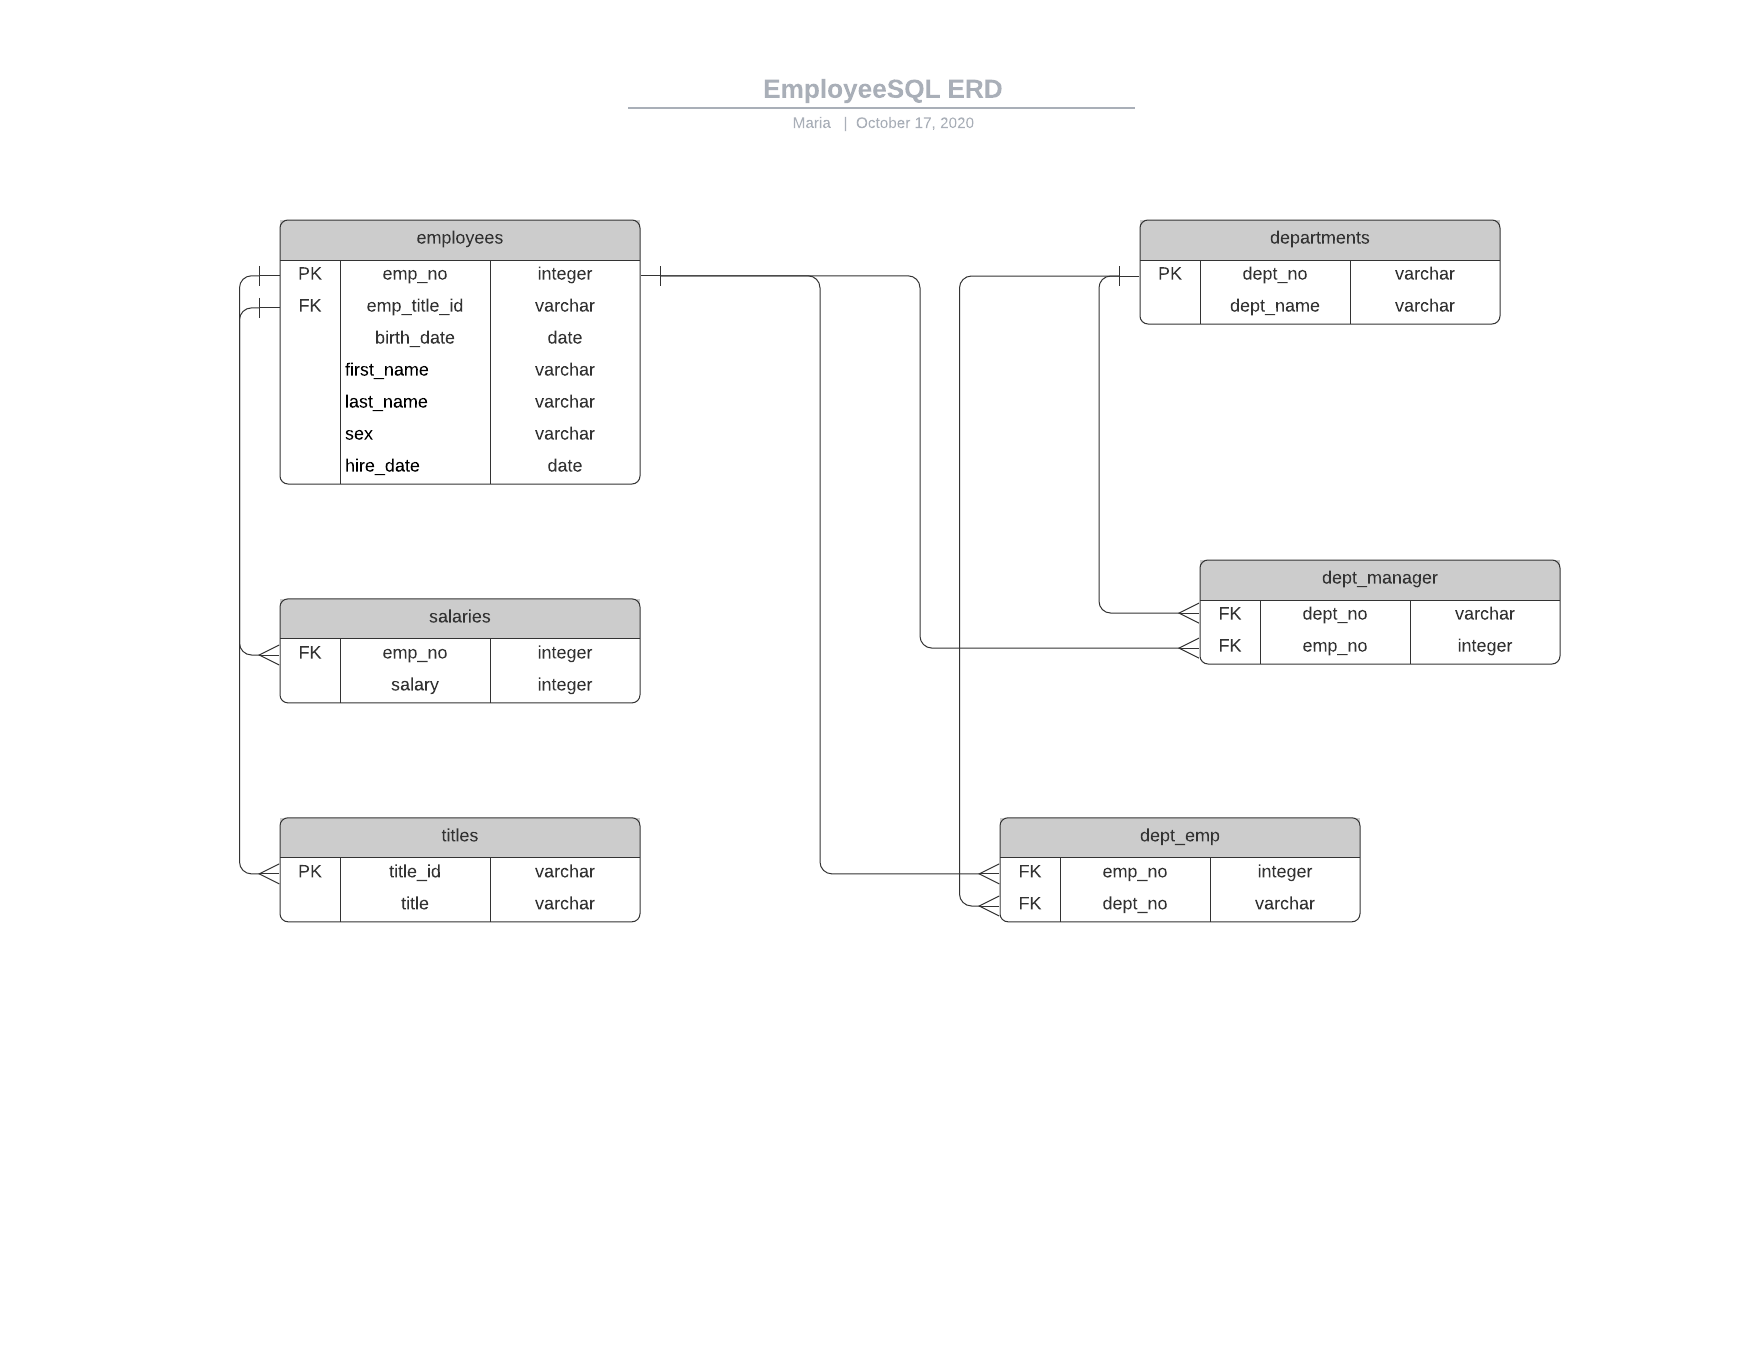 EmployeeSQL ERD
Maria | October 17, 2020
employees
PK emp_no integer
FK emp_title_id varchar
birth_date date
first_name varchar
last_name varchar
sex varchar
hire_date date
departments
PK dept_no varchar
dept_name varchar
dept_manager
FK dept_no varchar
FK emp_no integer
salaries
FK emp_no integer
salary integer
titles
PK title_id varchar
title varchar
dept_emp
FK emp_no integer
FK dept_no varchar